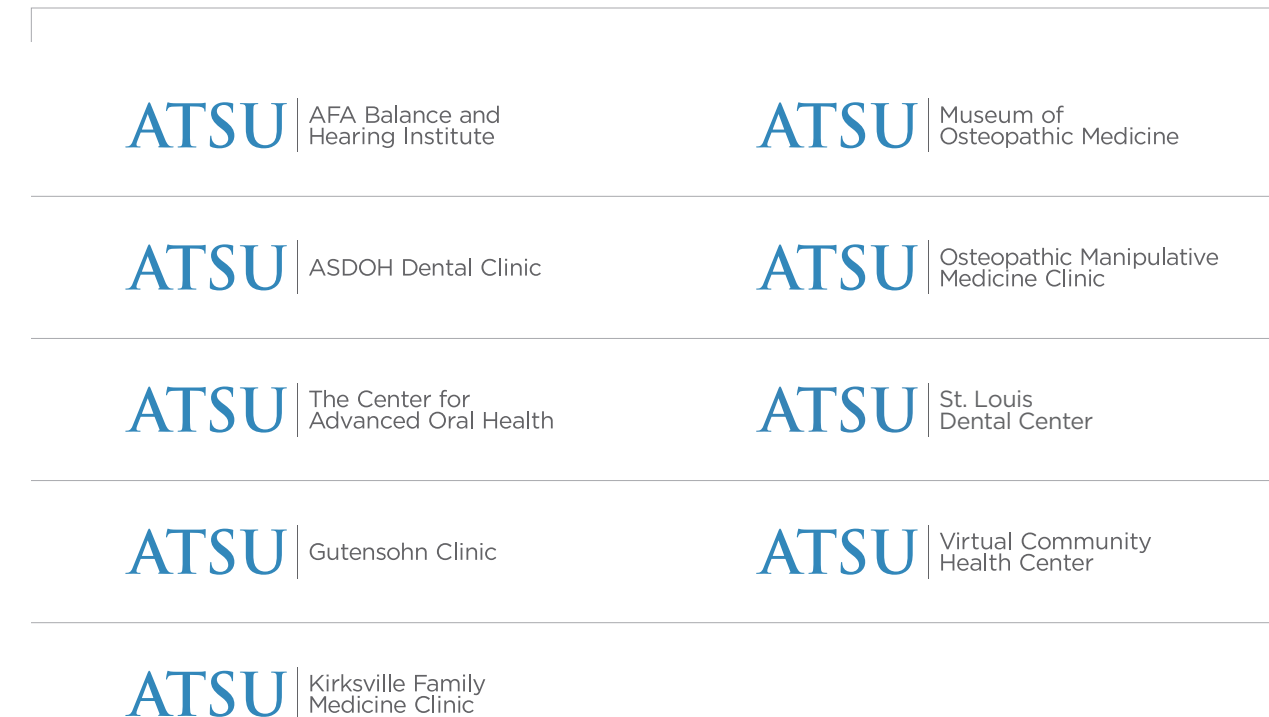 ATSU
AFA Balance and
Hearing Institute
ATSU
Museum of
Osteopathic Medicine
ATSU
ASDOH Dental Clinic
ATSU
Osteopathic Manipulative
Medicine Clinic
ATSU
The Center for
Advanced Oral Health
ATSU
St. Louis
Dental Center
ATSU
Gutensohn Clinic
ATSU
Virtual Community
Health Center
ATSU
Kirksville Family
Medicine Clinic